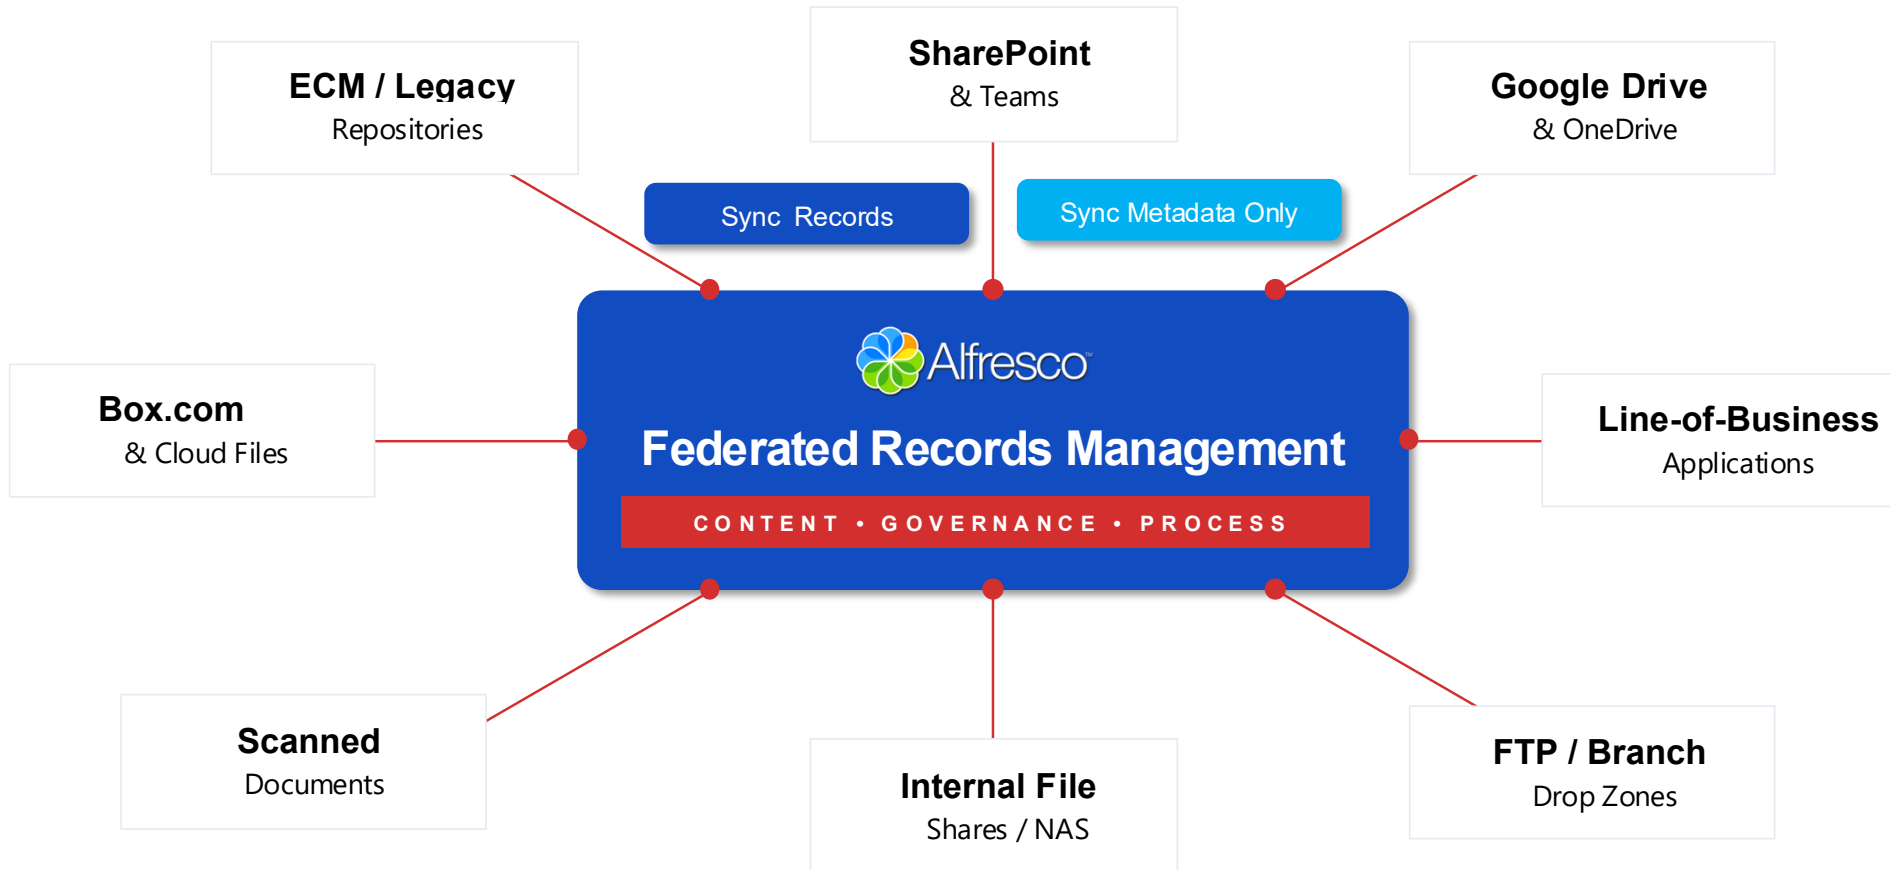 SharePoint
& Teams
ECM / Legacy
Repositories
Google Drive
& OneDrive
Sync Records
Sync Metadata Only
Alfresco™
Federated Records Management
CONTENT • GOVERNANCE • PROCESS
Box.com
& Cloud Files
Line-of-Business
Applications
Scanned
Documents
Internal File
Shares / NAS
FTP / Branch
Drop Zones